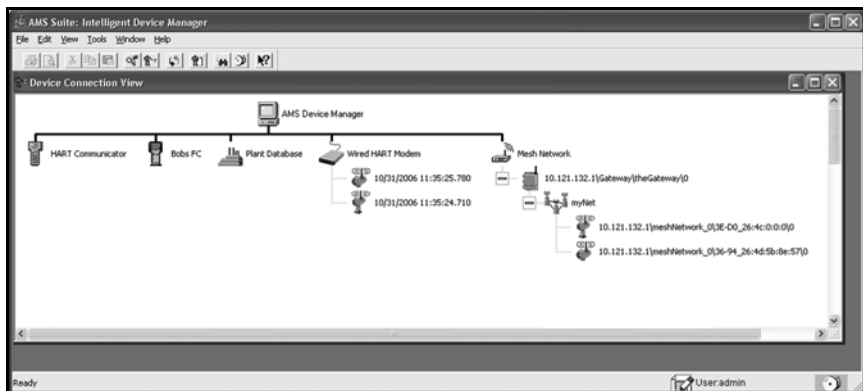 AMS Suite: Intelligent Device Manager
File Edit View Tools Window Help
Device Connection View
AMS Device Manager
HART Communicator
Bobs FC
Plant Database
Wired HART Modem
Mesh Network
10/31/2006 11:35:25.780
10.121.132.1\Gateway\theGateway\0
10/31/2006 11:35:24.710
myNet
10.121.132.1\meshNetwork_0\3E-D0_26:4c:0:0:0\0
10.121.132.1\meshNetwork_0\36-94_26:4d:5b:8e:57\0
Ready
User:admin